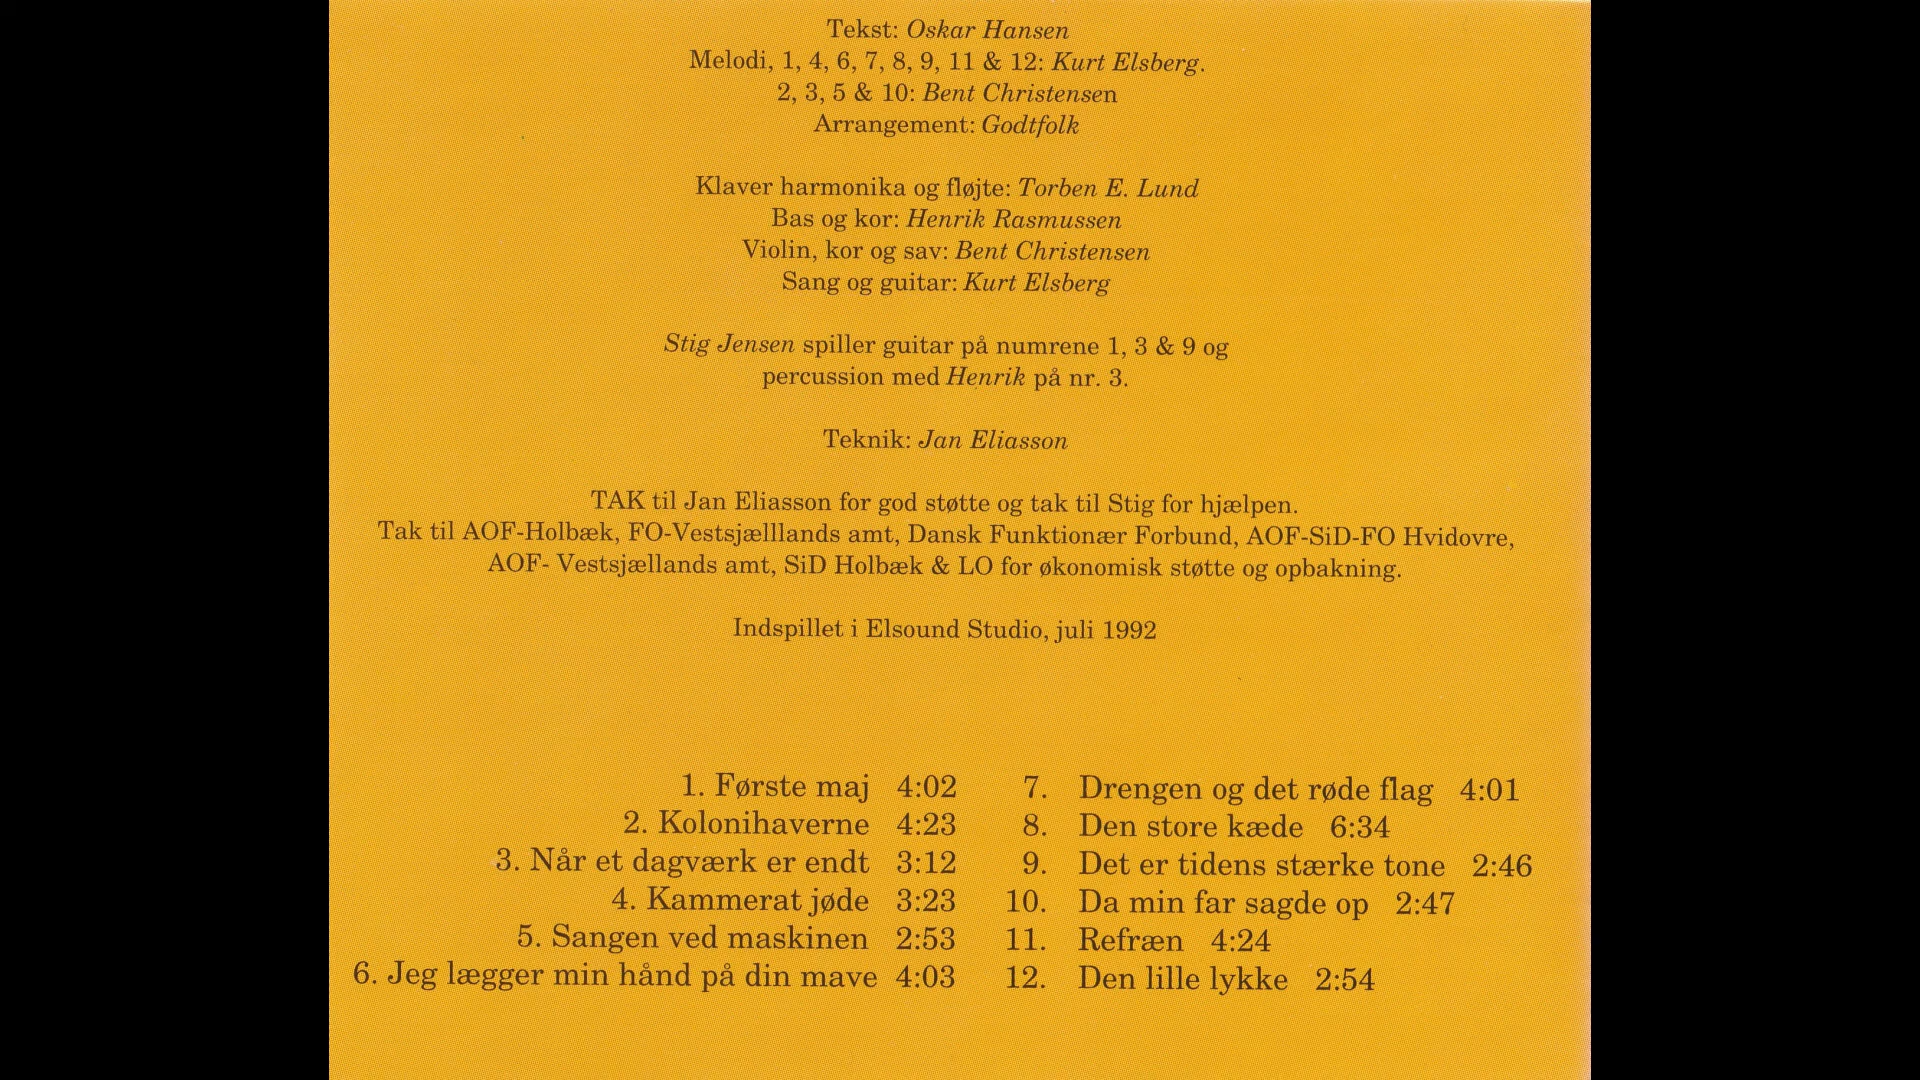 Tekst: Oskar Hansen
Melodi, 1, 4, 6, 7, 8, 9, 11 & 12: Kurt Elsberg.
2, 3, 5 & 10: Bent Christensen
Arrangement: Godtfolk
Klaver harmonika og fløjte: Torben E. Lund
Bas og kor: Henrik Rasmussen
Violin, kor og sav: Bent Christensen
Sang og guitar: Kurt Elsberg
Stig Jensen spiller guitar på numrene 1, 3 & 9 og
percussion med Henrik på nr. 3.
Teknik: Jan Eliasson
TAK til Jan Eliasson for god støtte og tak til Stig for hjælpen.
Tak til AOF-Holbæk, FO-Vestsjælllands amt, Dansk Funktionær Forbund, AOF-SiD-FO Hvidovre,
AOF- Vestsjællands amt, SiD Holbæk & LO for økonomisk støtte og opbakning.
Indspillet i Elsound Studio, juli 1992
1. Første maj 4:02
2. Kolonihaverne 4:23
3. Når et dagværk er endt 3:12
4. Kammerat jøde 3:23
5. Sangen ved maskinen 2:53
6. Jeg lægger min hånd på din mave 4:03
7. Drengen og det røde flag 4:01
8. Den store kæde 6:34
9. Det er tidens stærke tone 2:46
10. Da min far sagde op 2:47
11. Refræn 4:24
12. Den lille lykke 2:54